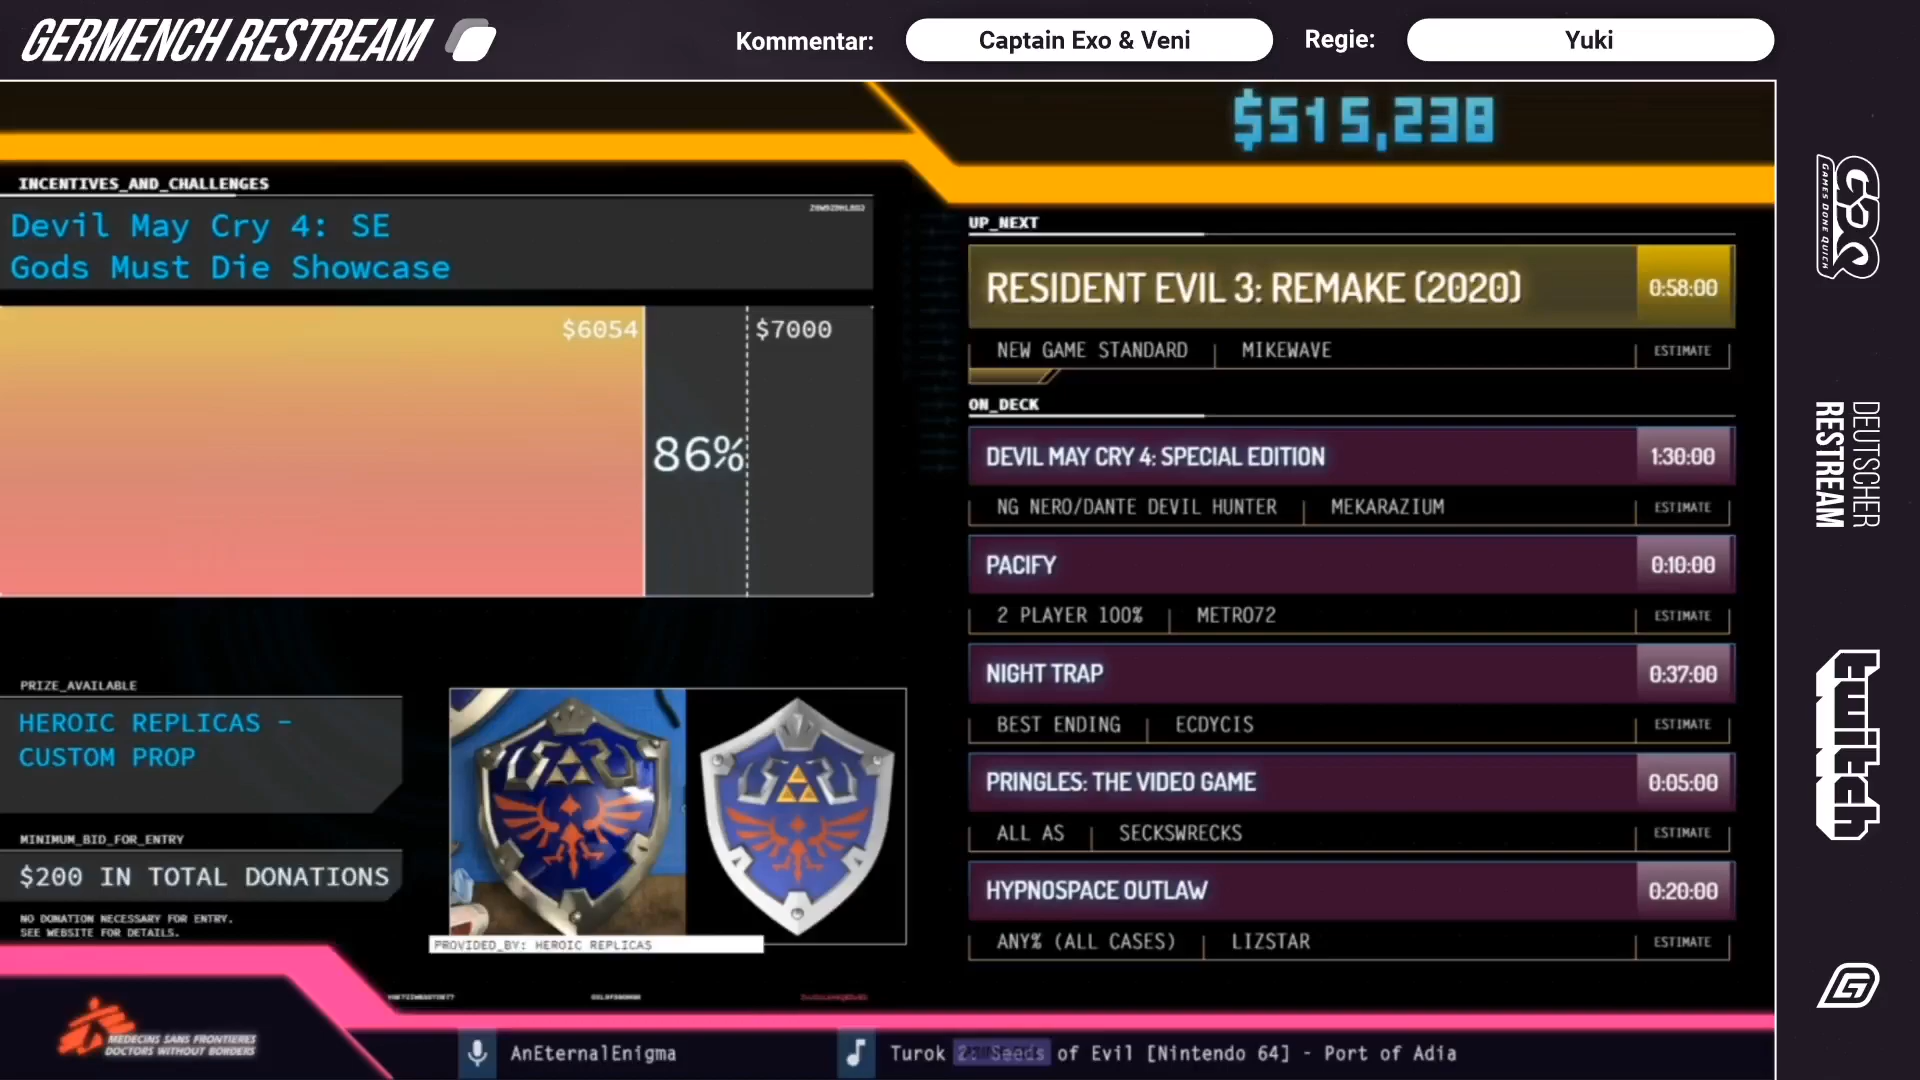 GERMENCH RESTREAM
Kommentar:
Captain Exo & Veni
Regie:
Yuki
$515,238
INCENTIVES_AND_CHALLENGES
Devil May Cry 4: SE
Gods Must Die Showcase
$6054
$7000
86%
UP_NEXT
RESIDENT EVIL 3: REMAKE (2020)
0:58:00
NEW GAME STANDARD
MIKEWAVE
ESTIMATE
ON_DECK
DEVIL MAY CRY 4: SPECIAL EDITION
1:30:00
NG NERO/DANTE DEVIL HUNTER
MEKARAZIUM
ESTIMATE
PACIFY
0:10:00
2 PLAYER 100%
METRO72
ESTIMATE
NIGHT TRAP
0:37:00
BEST ENDING
ECDYCIS
ESTIMATE
PRINGLES: THE VIDEO GAME
0:05:00
ALL AS
SECKSWRECKS
ESTIMATE
HYPNOSPACE OUTLAW
0:20:00
ANY% (ALL CASES)
LIZSTAR
ESTIMATE
PRIZE_AVAILABLE
HEROIC REPLICAS -
CUSTOM PROP
MINIMUM_BID_FOR_ENTRY
$200 IN TOTAL DONATIONS
NO DONATION NECESSARY FOR ENTRY.
SEE WEBSITE FOR DETAILS.
PROVIDED_BY: HEROIC REPLICAS
MEDECINS SANS FRONTIERES
DOCTORS WITHOUT BORDERS
AnEternalEnigma
Turok 2: Seeds of Evil [Nintendo 64] - Port of Adia
GDQ
GAMES DONE QUICK
DEUTSCHER
RESTREAM
twitch